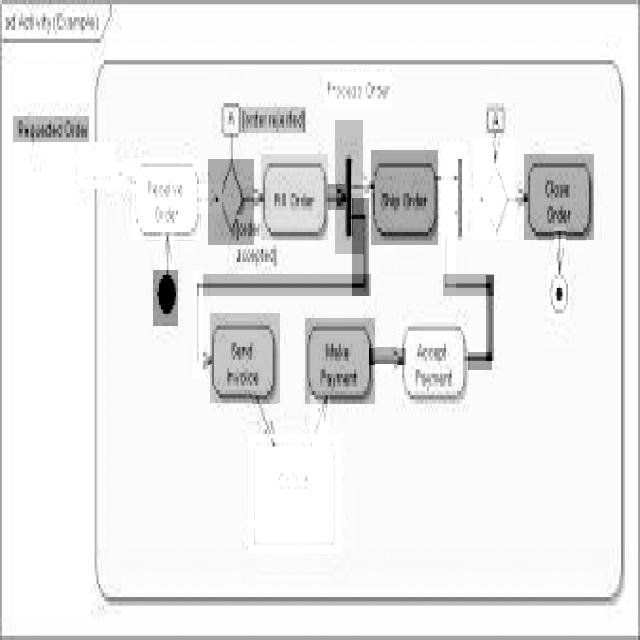 ad Activity (Example)
Process Order
Requested Order
A
[order rejected]
A
Receive
Order
Fill Order
Ship Order
Close
Order
[order
accepted]
Send
Invoice
Make
Payment
Accept
Payment